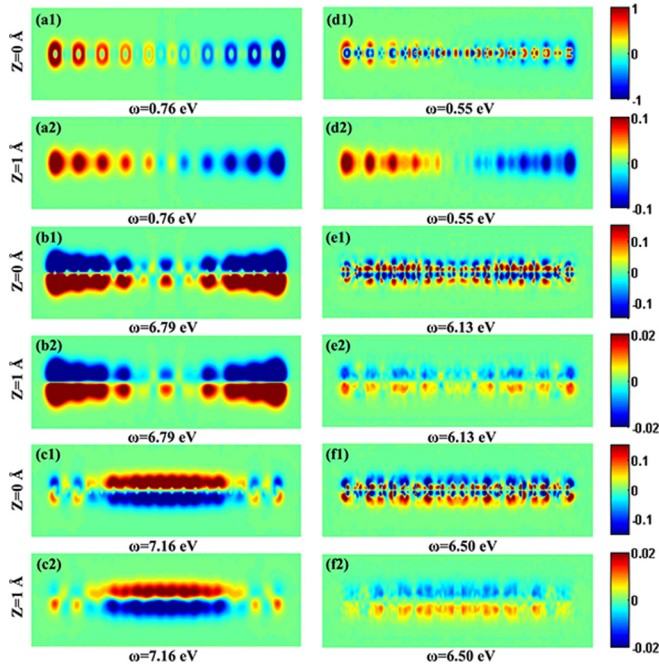 (a1) (d1) 1
Z=0 Å
-1
ω=0.76 eV ω=0.55 eV
(a2) (d2) 0.1
Z=1 Å 0
-0.1
ω=0.76 eV ω=0.55 eV
(b1) (e1) 0.1
Z=0 Å 0
-0.1
ω=6.79 eV ω=6.13 eV
(b2) (e2) 0.02
Z=1 Å 0
-0.02
ω=6.79 eV ω=6.13 eV
(c1) (f1) 0.1
Z=0 Å 0
-0.1
ω=7.16 eV ω=6.50 eV
(c2) (f2) 0.02
Z=1 Å 0
-0.02
ω=7.16 eV ω=6.50 eV